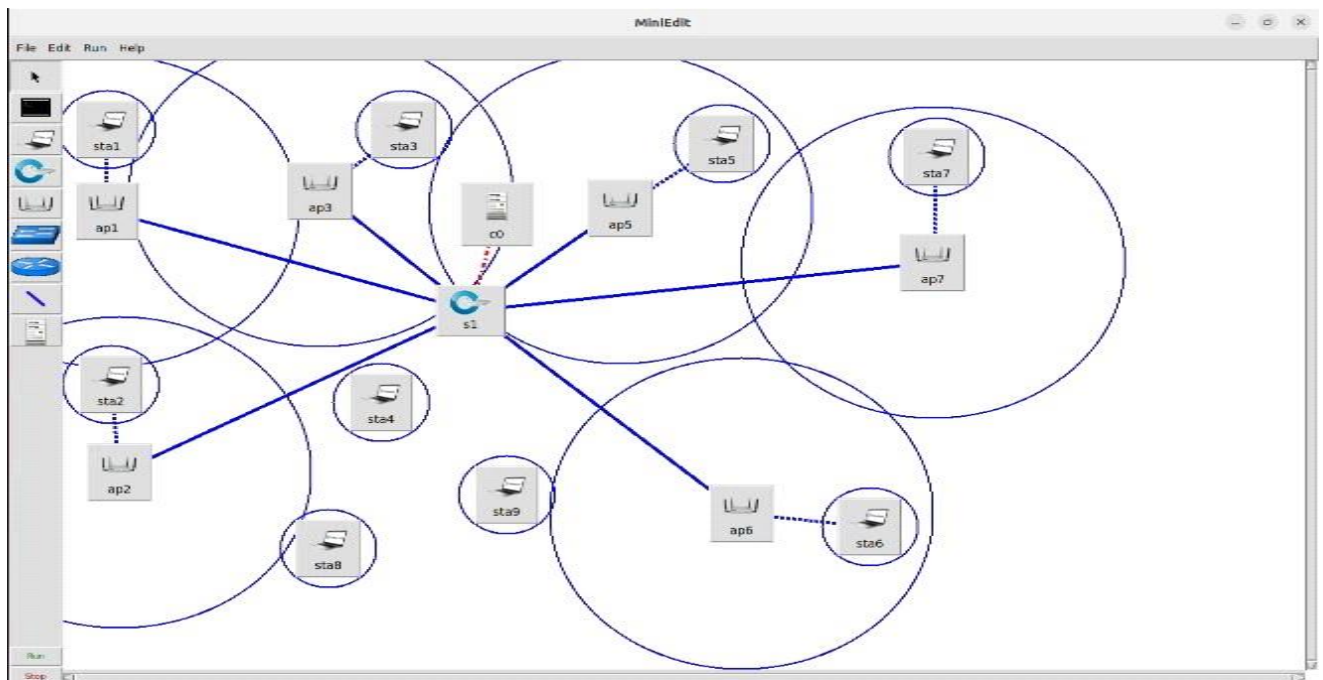 MiniEdit
File Edit Run Help
sta1
sta3
sta5
sta7
ap1
ap3
c0
ap5
ap7
s1
sta2
sta4
ap2
sta9
ap6
sta6
sta8
Run
Stop